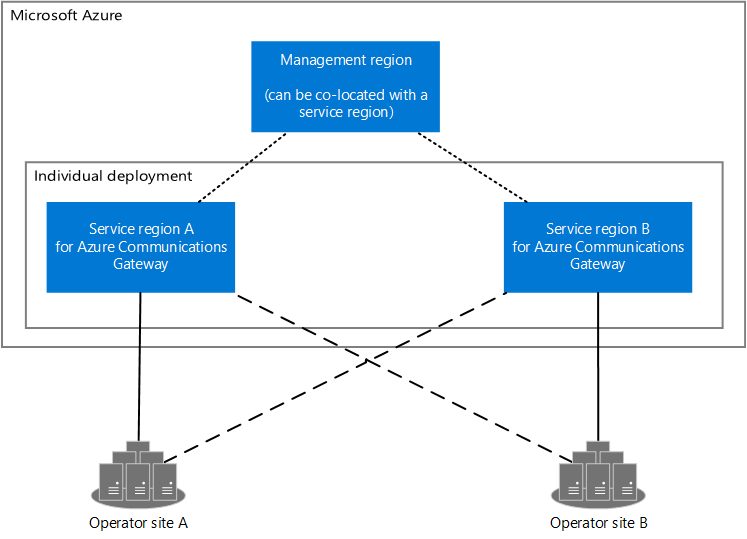 Microsoft Azure
Management region
(can be co-located with a
service region)
Individual deployment
Service region A
for Azure Communications
Gateway
Service region B
for Azure Communications
Gateway
Operator site A
Operator site B